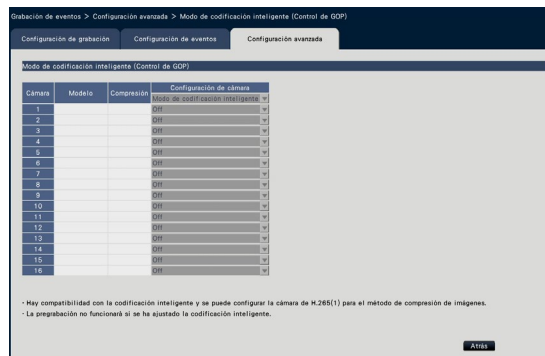 Grabación de eventos > Configuración avanzada > Modo de codificación inteligente (Control de GOP)
Configuración de grabación Configuración de eventos Configuración avanzada
Modo de codificación inteligente (Control de GOP)
Cámara Modelo Compresión Configuración de cámara
Modo de codificación inteligente
1 Off
2 Off
3 Off
4 Off
5 Off
6 Off
7 Off
8 Off
9 Off
10 Off
11 Off
12 Off
13 Off
14 Off
15 Off
16 Off
· Hay compatibilidad con la codificación inteligente y se puede configurar la cámara de H.265(1) para el método de compresión de imágenes.
· La pregrabación no funcionará si se ha ajustado la codificación inteligente.
Atrás